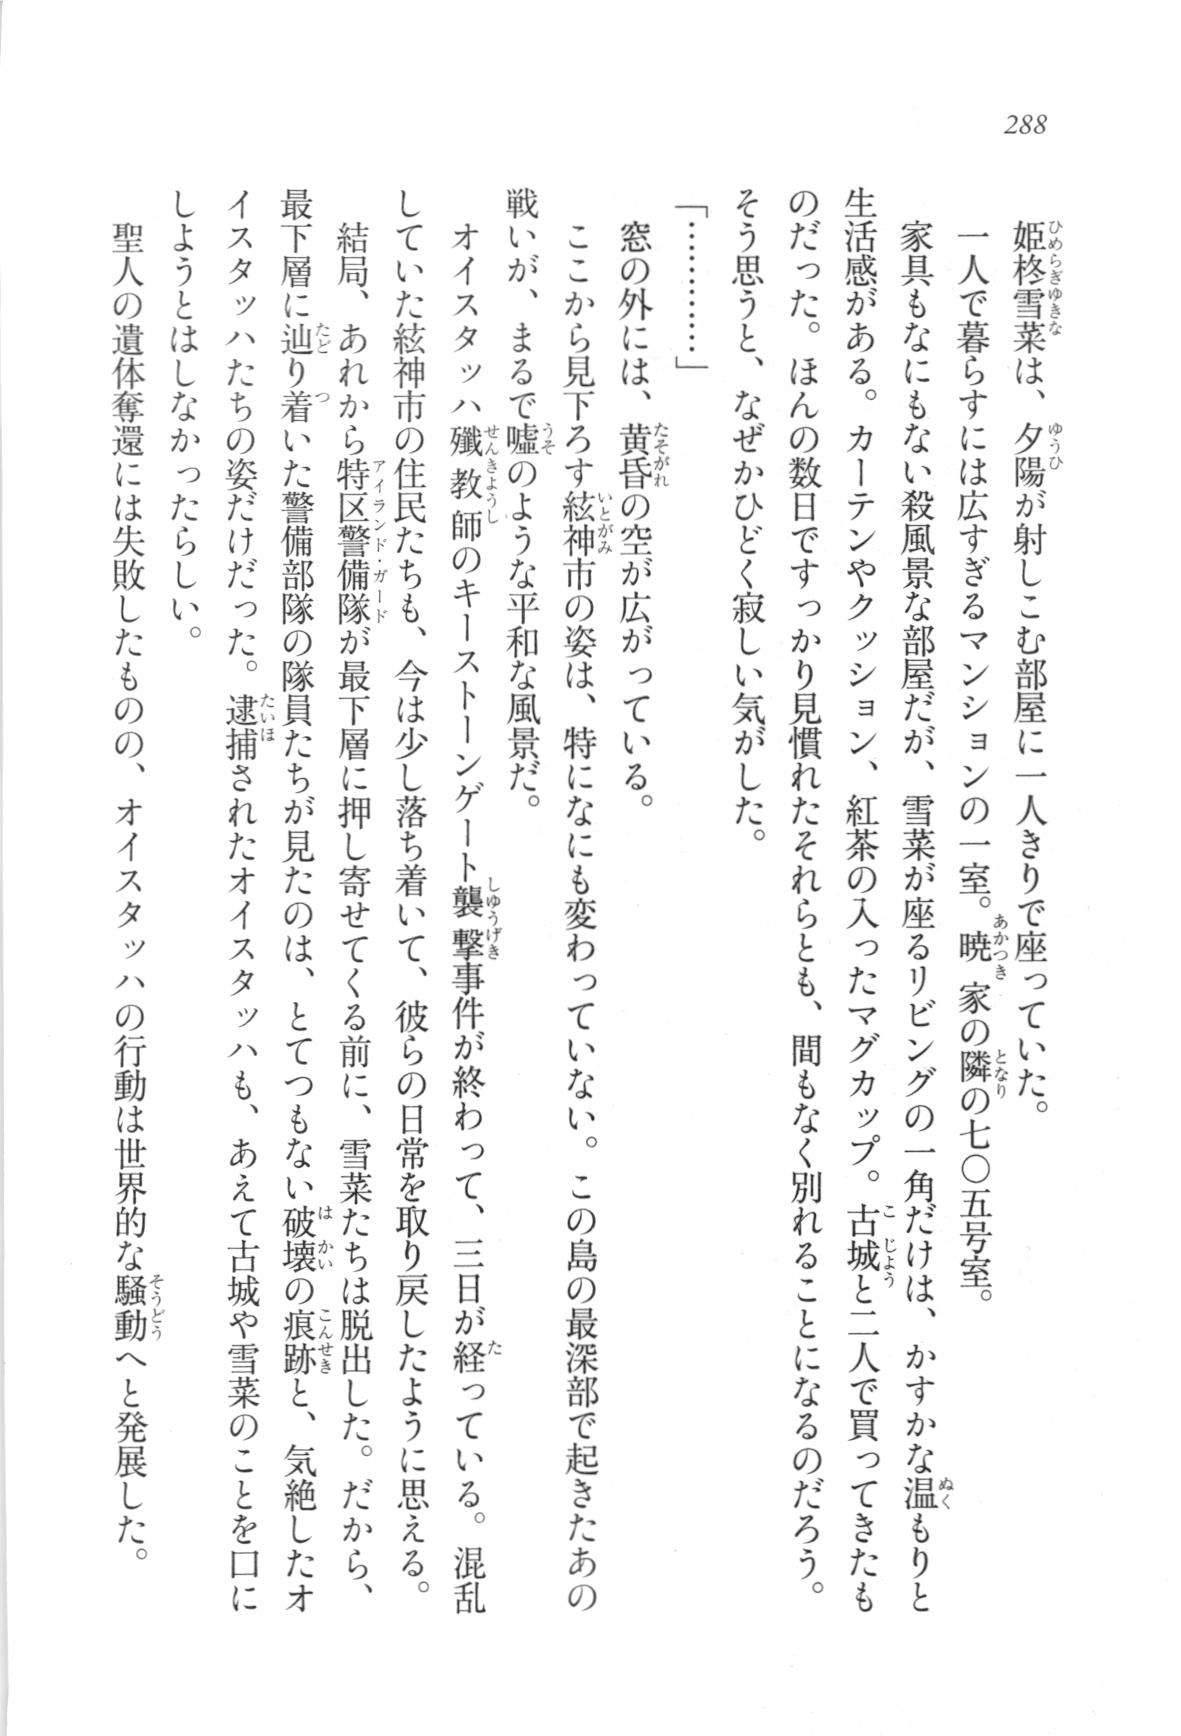 288
姫柊雪菜は、夕陽が射しこむ部屋に一人きりで座っていた。
一人で暮らすには広すぎるマンションの一室。暁家の隣の七〇五号室。
家具もなにもない殺風景な部屋だが、雪菜が座るリビングの一角だけは、かすかな温もりと
生活感がある。カーテンやクッション、紅茶の入ったマグカップ。古城と二人で買ってきたも
のだった。ほんの数日ですっかり見慣れたそれらとも、間もなく別れることになるのだろう。
そう思うと、なぜかひどく寂しい気がした。
「…………」
窓の外には、黄昏の空が広がっている。
ここから見下ろす絃神市の姿は、特になにも変わっていない。この島の最深部で起きたあの
戦いが、まるで嘘のような平和な風景だ。
オイスタッハ殲教師のキーストーンゲート襲撃事件が終わって、三日が経っている。混乱
していた絃神市の住民たちも、今は少し落ち着いて、彼らの日常を取り戻したように思える。
結局、あれから特区警備隊が最下層に押し寄せてくる前に、雪菜たちは脱出した。だから、
最下層に辿り着いた警備部隊の隊員たちが見たのは、とてつもない破壊の痕跡と、気絶したオ
イスタッハたちの姿だけだった。逮捕されたオイスタッハも、あえて古城や雪菜のことを口に
しようとはしなかったらしい。
聖人の遺体奪還には失敗したものの、オイスタッハの行動は世界的な騒動へと発展した。